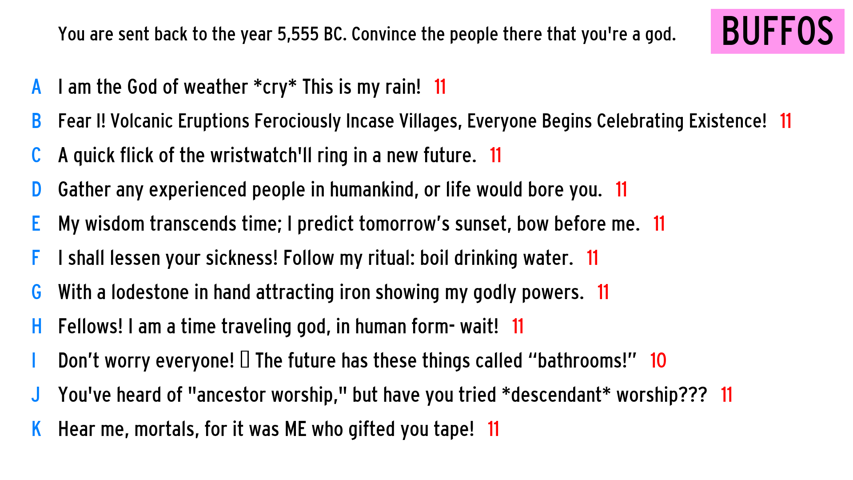 You are sent back to the year 5,555 BC. Convince the people there that you're a god. BUFFOS
A I am the God of weather *cry* This is my rain! 11
B Fear I! Volcanic Eruptions Ferociously Incase Villages, Everyone Begins Celebrating Existence! 11
C A quick flick of the wristwatch'll ring in a new future. 11
D Gather any experienced people in humankind, or life would bore you. 11
E My wisdom transcends time; I predict tomorrow’s sunset, bow before me. 11
F I shall lessen your sickness! Follow my ritual: boil drinking water. 11
G With a lodestone in hand attracting iron showing my godly powers. 11
H Fellows! I am a time traveling god, in human form- wait! 11
I Don’t worry everyone! ▯ The future has these things called “bathrooms!” 10
J You've heard of "ancestor worship," but have you tried *descendant* worship??? 11
K Hear me, mortals, for it was ME who gifted you tape! 11